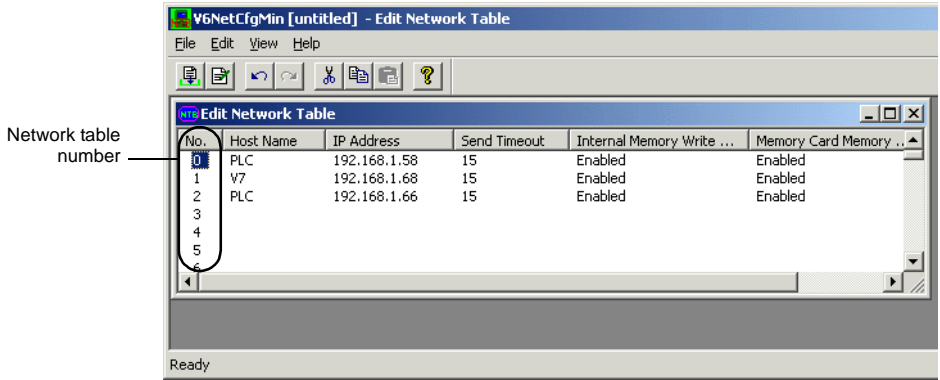 V6NetCfgMin [untitled] - Edit Network Table
File Edit View Help
NTE Edit Network Table
Network table
number
No. Host Name IP Address Send Timeout Internal Memory Write ... Memory Card Memory ...
0 PLC 192.168.1.58 15 Enabled Enabled
1 V7 192.168.1.68 15 Enabled Enabled
2 PLC 192.168.1.66 15 Enabled Enabled
3
4
5
6
Ready